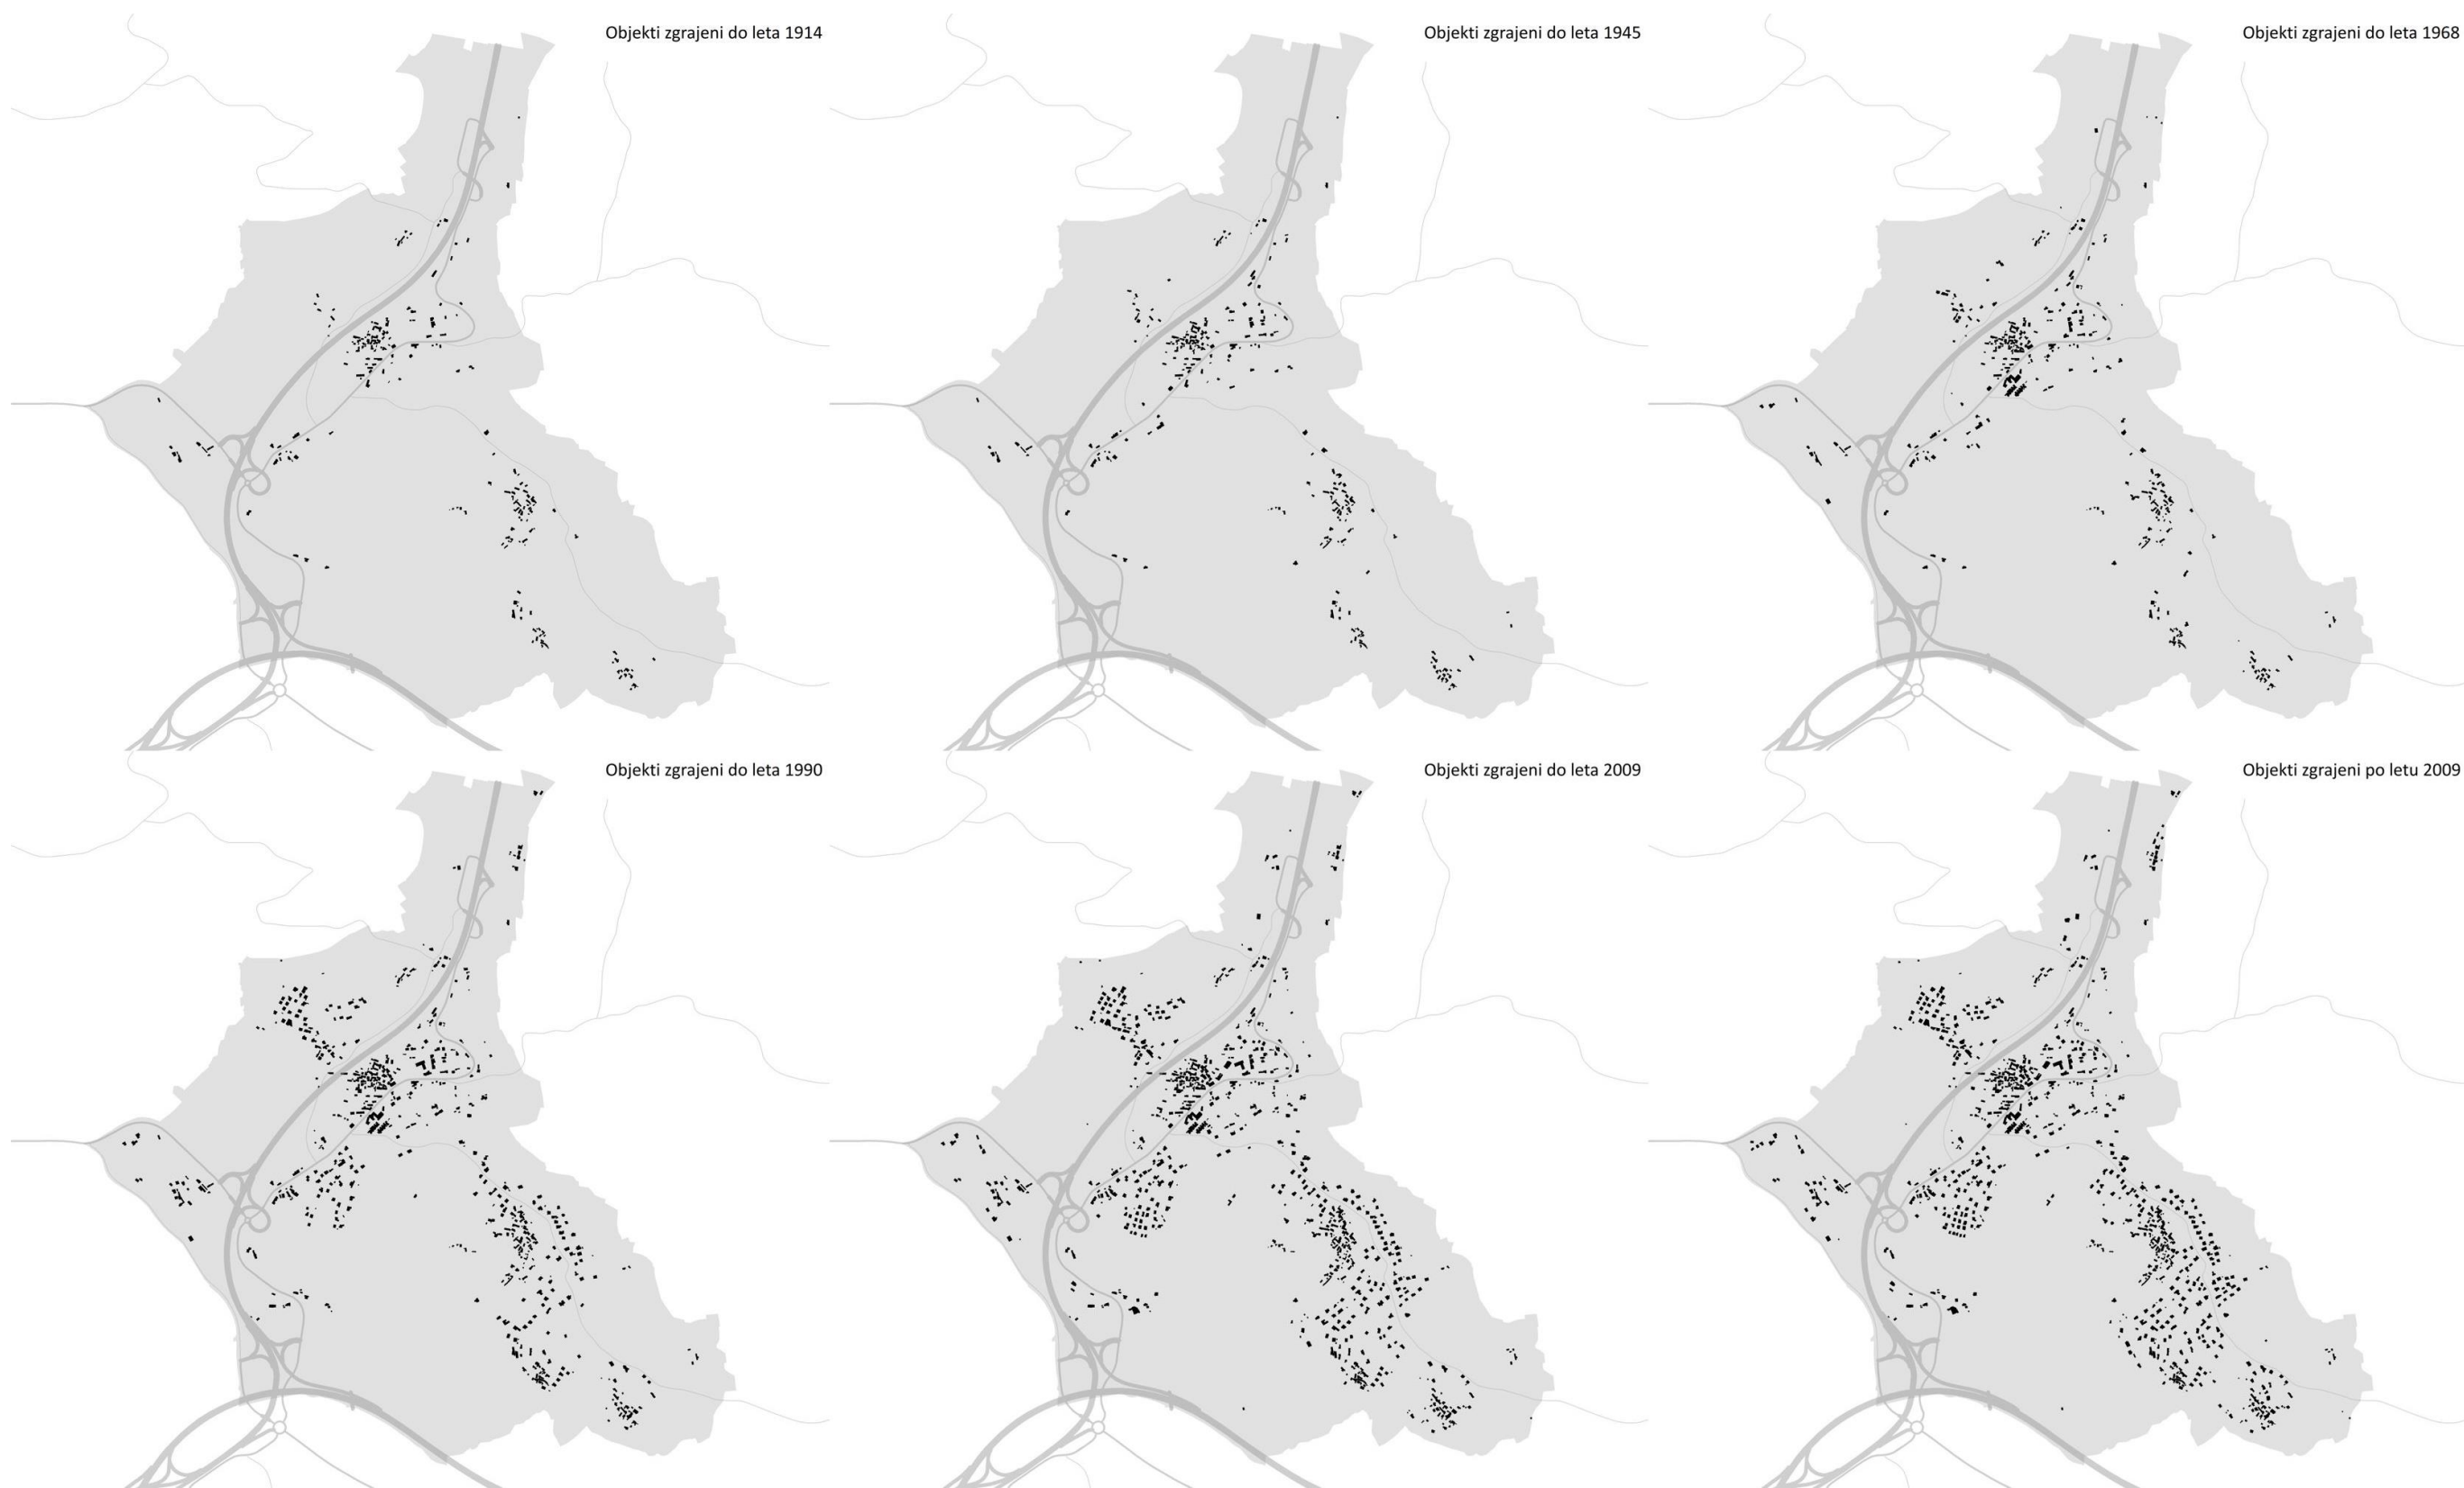 Objekti zgrajeni do leta 1914
Objekti zgrajeni do leta 1945
Objekti zgrajeni do leta 1968
Objekti zgrajeni do leta 1990
Objekti zgrajeni do leta 2009
Objekti zgrajeni po letu 2009